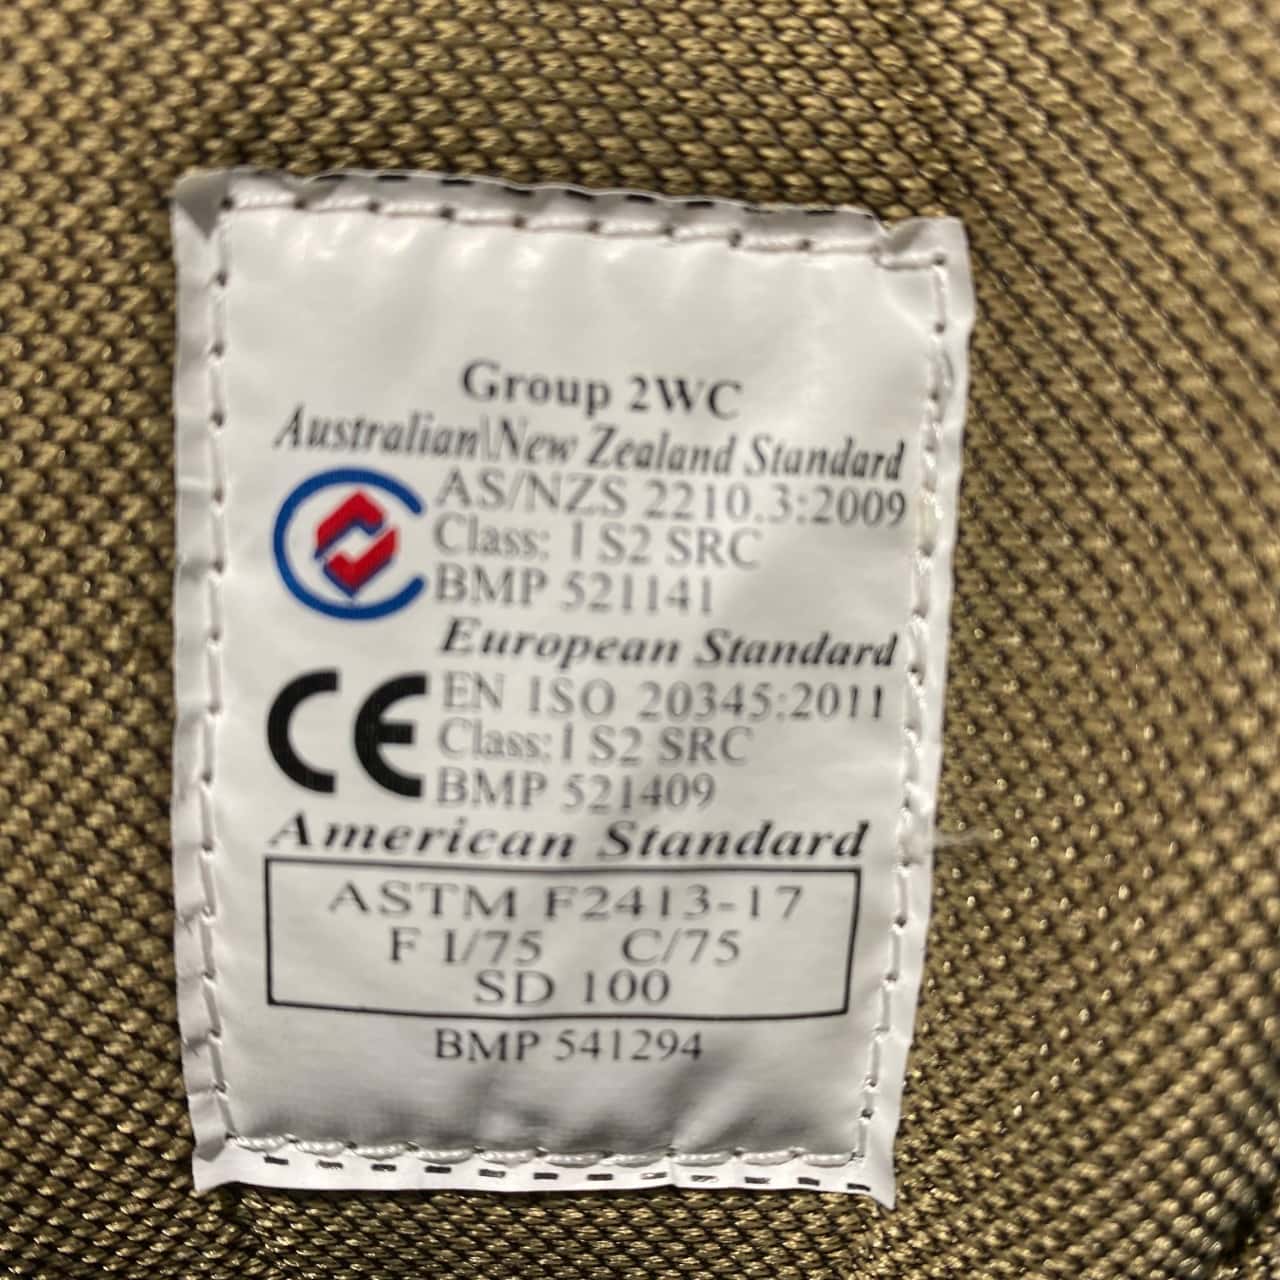 Group 2WC
Australian\New Zealand Standard
AS/NZS 2210.3:2009
Class: 1 S2 SRC
BMP 521141
European Standard
CE EN ISO 20345:2011
Class:1 S2 SRC
BMP 521409
American Standard
ASTM F2413-17
F I/75 C/75
SD 100
BMP 541294